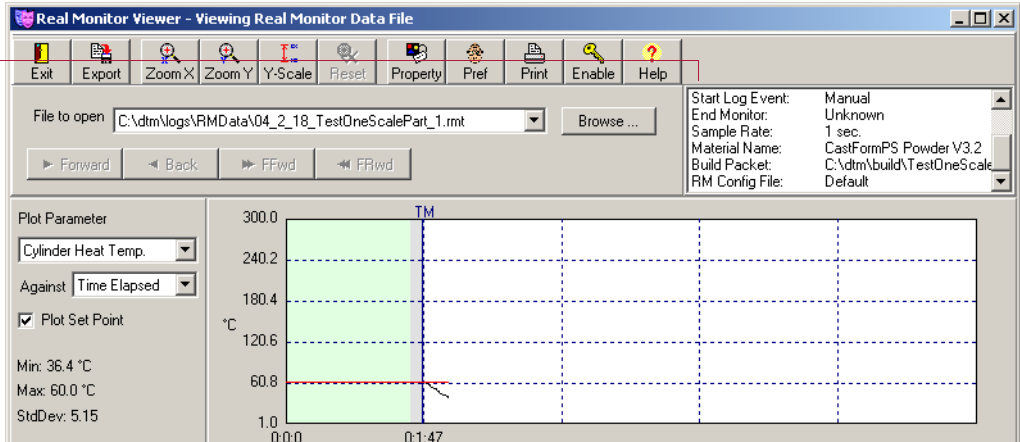 Real Monitor Viewer - Viewing Real Monitor Data File
Exit Export Zoom X Zoom Y Y-Scale Reset Property Pref Print Enable Help
File to open C:\dtm\logs\RMData\04_2_18_TestOneScalePart_1.rmt Browse ...
Forward Back FFwd FRwd
Start Log Event: Manual
End Monitor: Unknown
Sample Rate: 1 sec.
Material Name: CastFormPS Powder V3.2
Build Packet: C:\dtm\build\TestOneScale
RM Config File: Default
Plot Parameter
Cylinder Heat Temp.
Against Time Elapsed
Plot Set Point
Min: 36.4 °C
Max: 60.0 °C
StdDev: 5.15
TM
300.0
240.2
180.4
°C
120.6
60.8
1.0
0:0:0 0:1:47